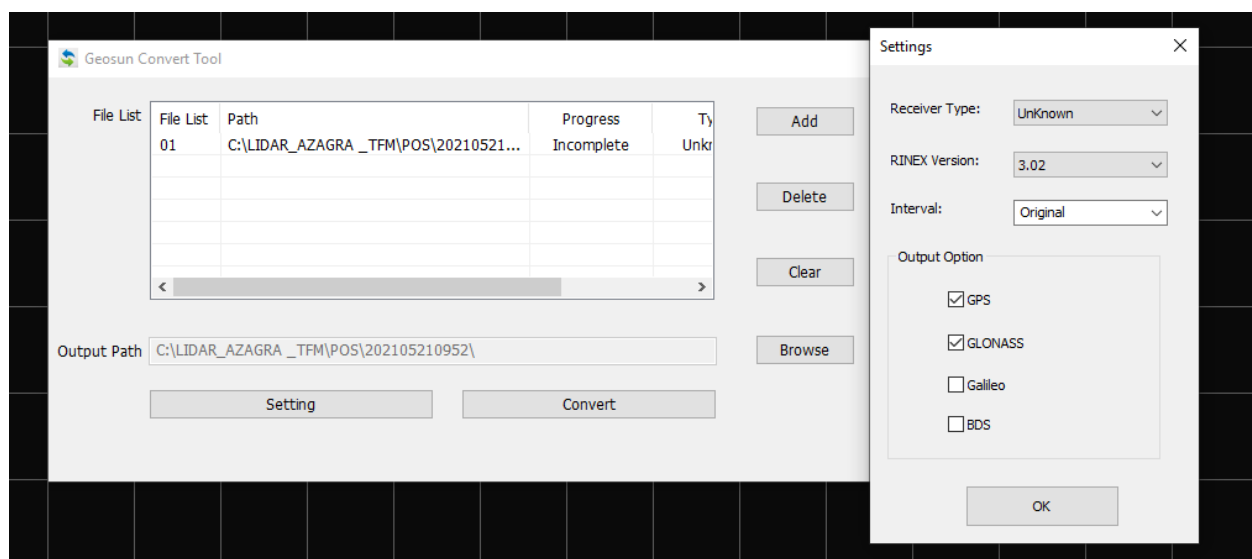 Geosun Convert Tool
File List
File List Path Progress Ty
01 C:\LIDAR_AZAGRA _TFM\POS\20210521... Incomplete Unkr
Add
Delete
Clear
Output Path C:\LIDAR_AZAGRA _TFM\POS\202105210952\ Browse
Setting Convert
Settings
Receiver Type: UnKnown
RINEX Version: 3.02
Interval: Original
Output Option
GPS
GLONASS
Galileo
BDS
OK